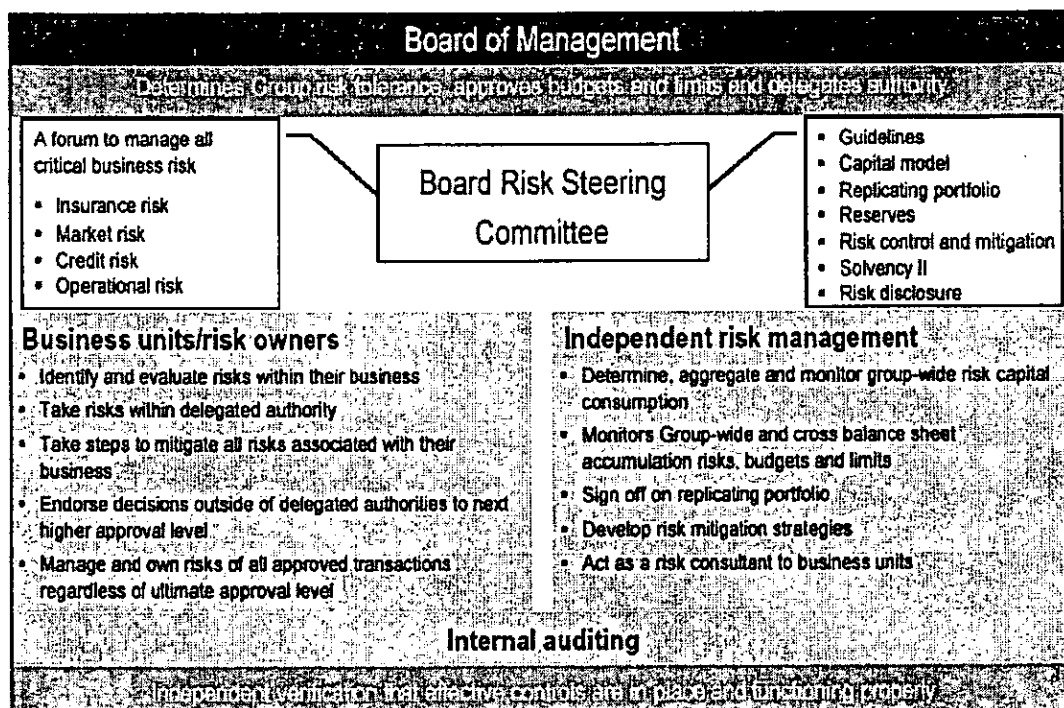 Board of Management
Determines Group risk tolerance, approves budgets and limits and delegates authority
A forum to manage all
critical business risk
• Insurance risk
• Market risk
• Credit risk
• Operational risk
Board Risk Steering
Committee
• Guidelines
• Capital model
• Replicating portfolio
• Reserves
• Risk control and mitigation
• Solvency II
• Risk disclosure
Business units/risk owners
• Identify and evaluate risks within their business
• Take risks within delegated authority
• Take steps to mitigate all risks associated with their
business
• Endorse decisions outside of delegated authorities to next
higher approval level
• Manage and own risks of all approved transactions
regardless of ultimate approval level
Independent risk management
• Determine, aggregate and monitor group-wide risk capital
consumption
• Monitors Group-wide and cross balance sheet
accumulation risks, budgets and limits
• Sign off on replicating portfolio
• Develop risk mitigation strategies
• Act as a risk consultant to business units
Internal auditing
Independent verification that effective controls are in place and functioning properly